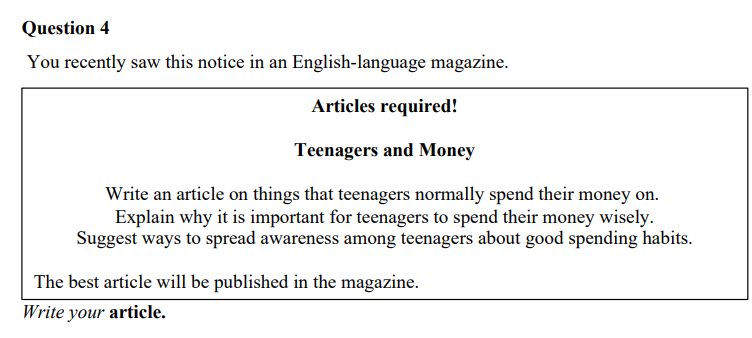 Question 4
You recently saw this notice in an English-language magazine.
Articles required!
Teenagers and Money
Write an article on things that teenagers normally spend their money on.
Explain why it is important for teenagers to spend their money wisely.
Suggest ways to spread awareness among teenagers about good spending habits.
The best article will be published in the magazine.
Write your article.